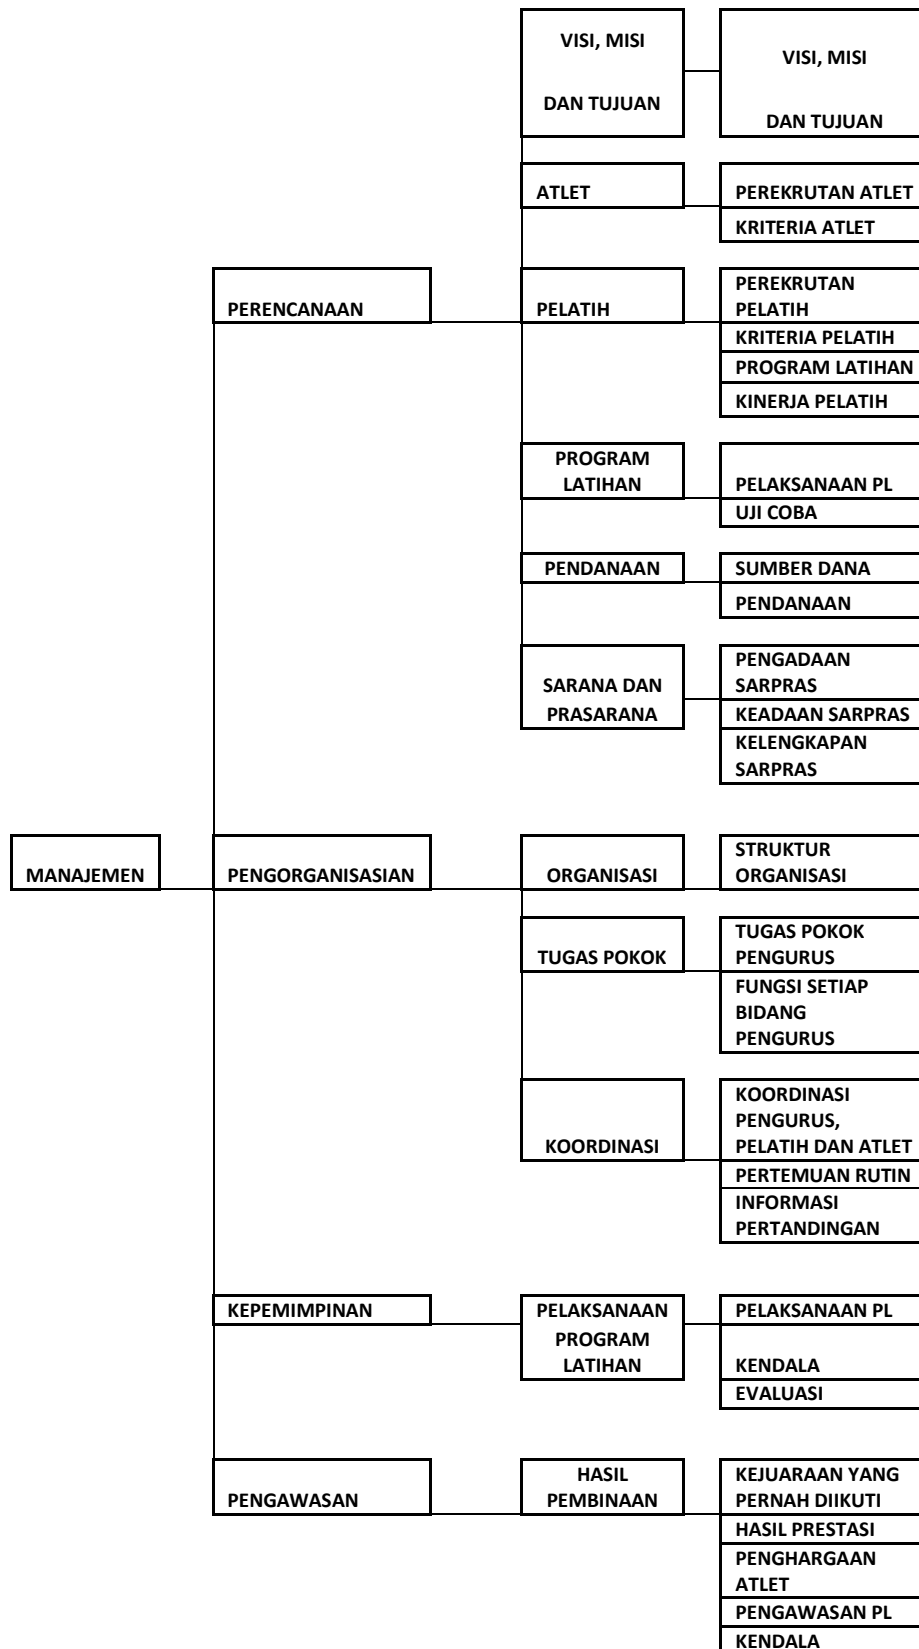 VISI, MISI
DAN TUJUAN
VISI, MISI
DAN TUJUAN
ATLET
PEREKRUTAN ATLET
KRITERIA ATLET
PERENCANAAN
PELATIH
PEREKRUTAN
PELATIH
KRITERIA PELATIH
PROGRAM LATIHAN
KINERJA PELATIH
PROGRAM
LATIHAN
PELAKSANAAN PL
UJI COBA
PENDANAAN
SUMBER DANA
PENDANAAN
SARANA DAN
PRASARANA
PENGADAAN
SARPRAS
KEADAAN SARPRAS
KELENGKAPAN
SARPRAS
MANAJEMEN
PENGORGANISASIAN
ORGANISASI
STRUKTUR
ORGANISASI
TUGAS POKOK
TUGAS POKOK
PENGURUS
FUNGSI SETIAP
BIDANG
PENGURUS
KOORDINASI
KOORDINASI
PENGURUS,
PELATIH DAN ATLET
PERTEMUAN RUTIN
INFORMASI
PERTANDINGAN
KEPEMIMPINAN
PELAKSANAAN
PROGRAM
LATIHAN
PELAKSANAAN PL
KENDALA
EVALUASI
PENGAWASAN
HASIL
PEMBINAAN
KEJUARAAN YANG
PERNAH DIIKUTI
HASIL PRESTASI
PENGHARGAAN
ATLET
PENGAWASAN PL
KENDALA